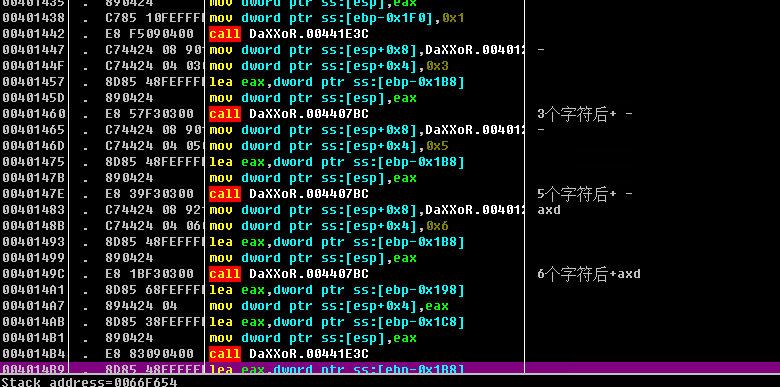 00401435 . 890424 mov dword ptr ss:[esp],eax
00401438 . C785 10FEFFFF mov dword ptr ss:[ebp-0x1F0],0x1
00401442 . E8 F5090400 call DaXXoR.00441E3C
00401447 . C74424 08 90 mov dword ptr ss:[esp+0x8],DaXXoR.004012 -
0040144F . C74424 04 03 mov dword ptr ss:[esp+0x4],0x3
00401457 . 8D85 48FEFFFF lea eax,dword ptr ss:[ebp-0x1B8]
0040145D . 890424 mov dword ptr ss:[esp],eax
00401460 . E8 57F30300 call DaXXoR.004407BC 3个字符后+ -
00401465 . C74424 08 90 mov dword ptr ss:[esp+0x8],DaXXoR.004012 -
0040146D . C74424 04 05 mov dword ptr ss:[esp+0x4],0x5
00401475 . 8D85 48FEFFFF lea eax,dword ptr ss:[ebp-0x1B8]
0040147B . 890424 mov dword ptr ss:[esp],eax
0040147E . E8 39F30300 call DaXXoR.004407BC 5个字符后+ -
00401483 . C74424 08 92 mov dword ptr ss:[esp+0x8],DaXXoR.004012 axd
0040148B . C74424 04 06 mov dword ptr ss:[esp+0x4],0x6
00401493 . 8D85 48FEFFFF lea eax,dword ptr ss:[ebp-0x1B8]
00401499 . 890424 mov dword ptr ss:[esp],eax
0040149C . E8 1BF30300 call DaXXoR.004407BC 6个字符后+axd
004014A1 . 8D85 68FEFFFF lea eax,dword ptr ss:[ebp-0x198]
004014A7 . 894424 04 mov dword ptr ss:[esp+0x4],eax
004014AB . 8D85 38FEFFFF lea eax,dword ptr ss:[ebp-0x1C8]
004014B1 . 890424 mov dword ptr ss:[esp],eax
004014B4 . E8 83090400 call DaXXoR.00441E3C
004014B9 . 8D85 48FEFFFF lea eax,dword ptr ss:[ebp-0x1B8]
Stack address=0066F654